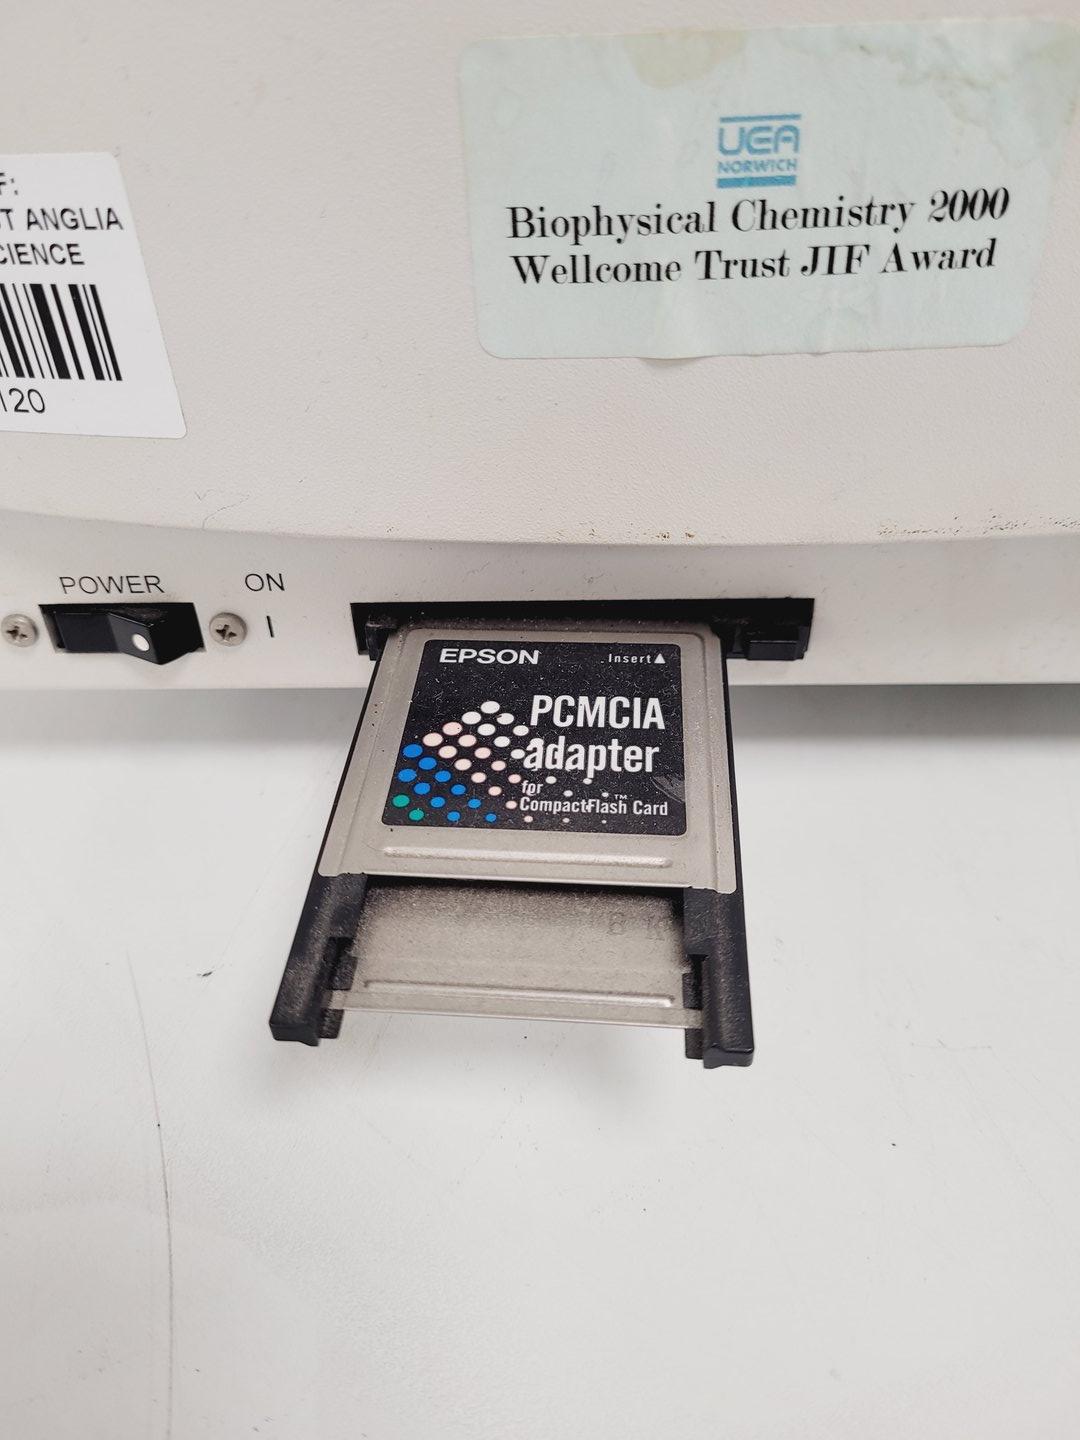 UEA
NORWICH
Biophysical Chemistry 2000
Wellcome Trust JIF Award
F:
ANGLIA
CIENCE
120
POWER
ON
I
EPSON
Insert▲
PCMCIA
adapter
for
CompactFlash™ Card